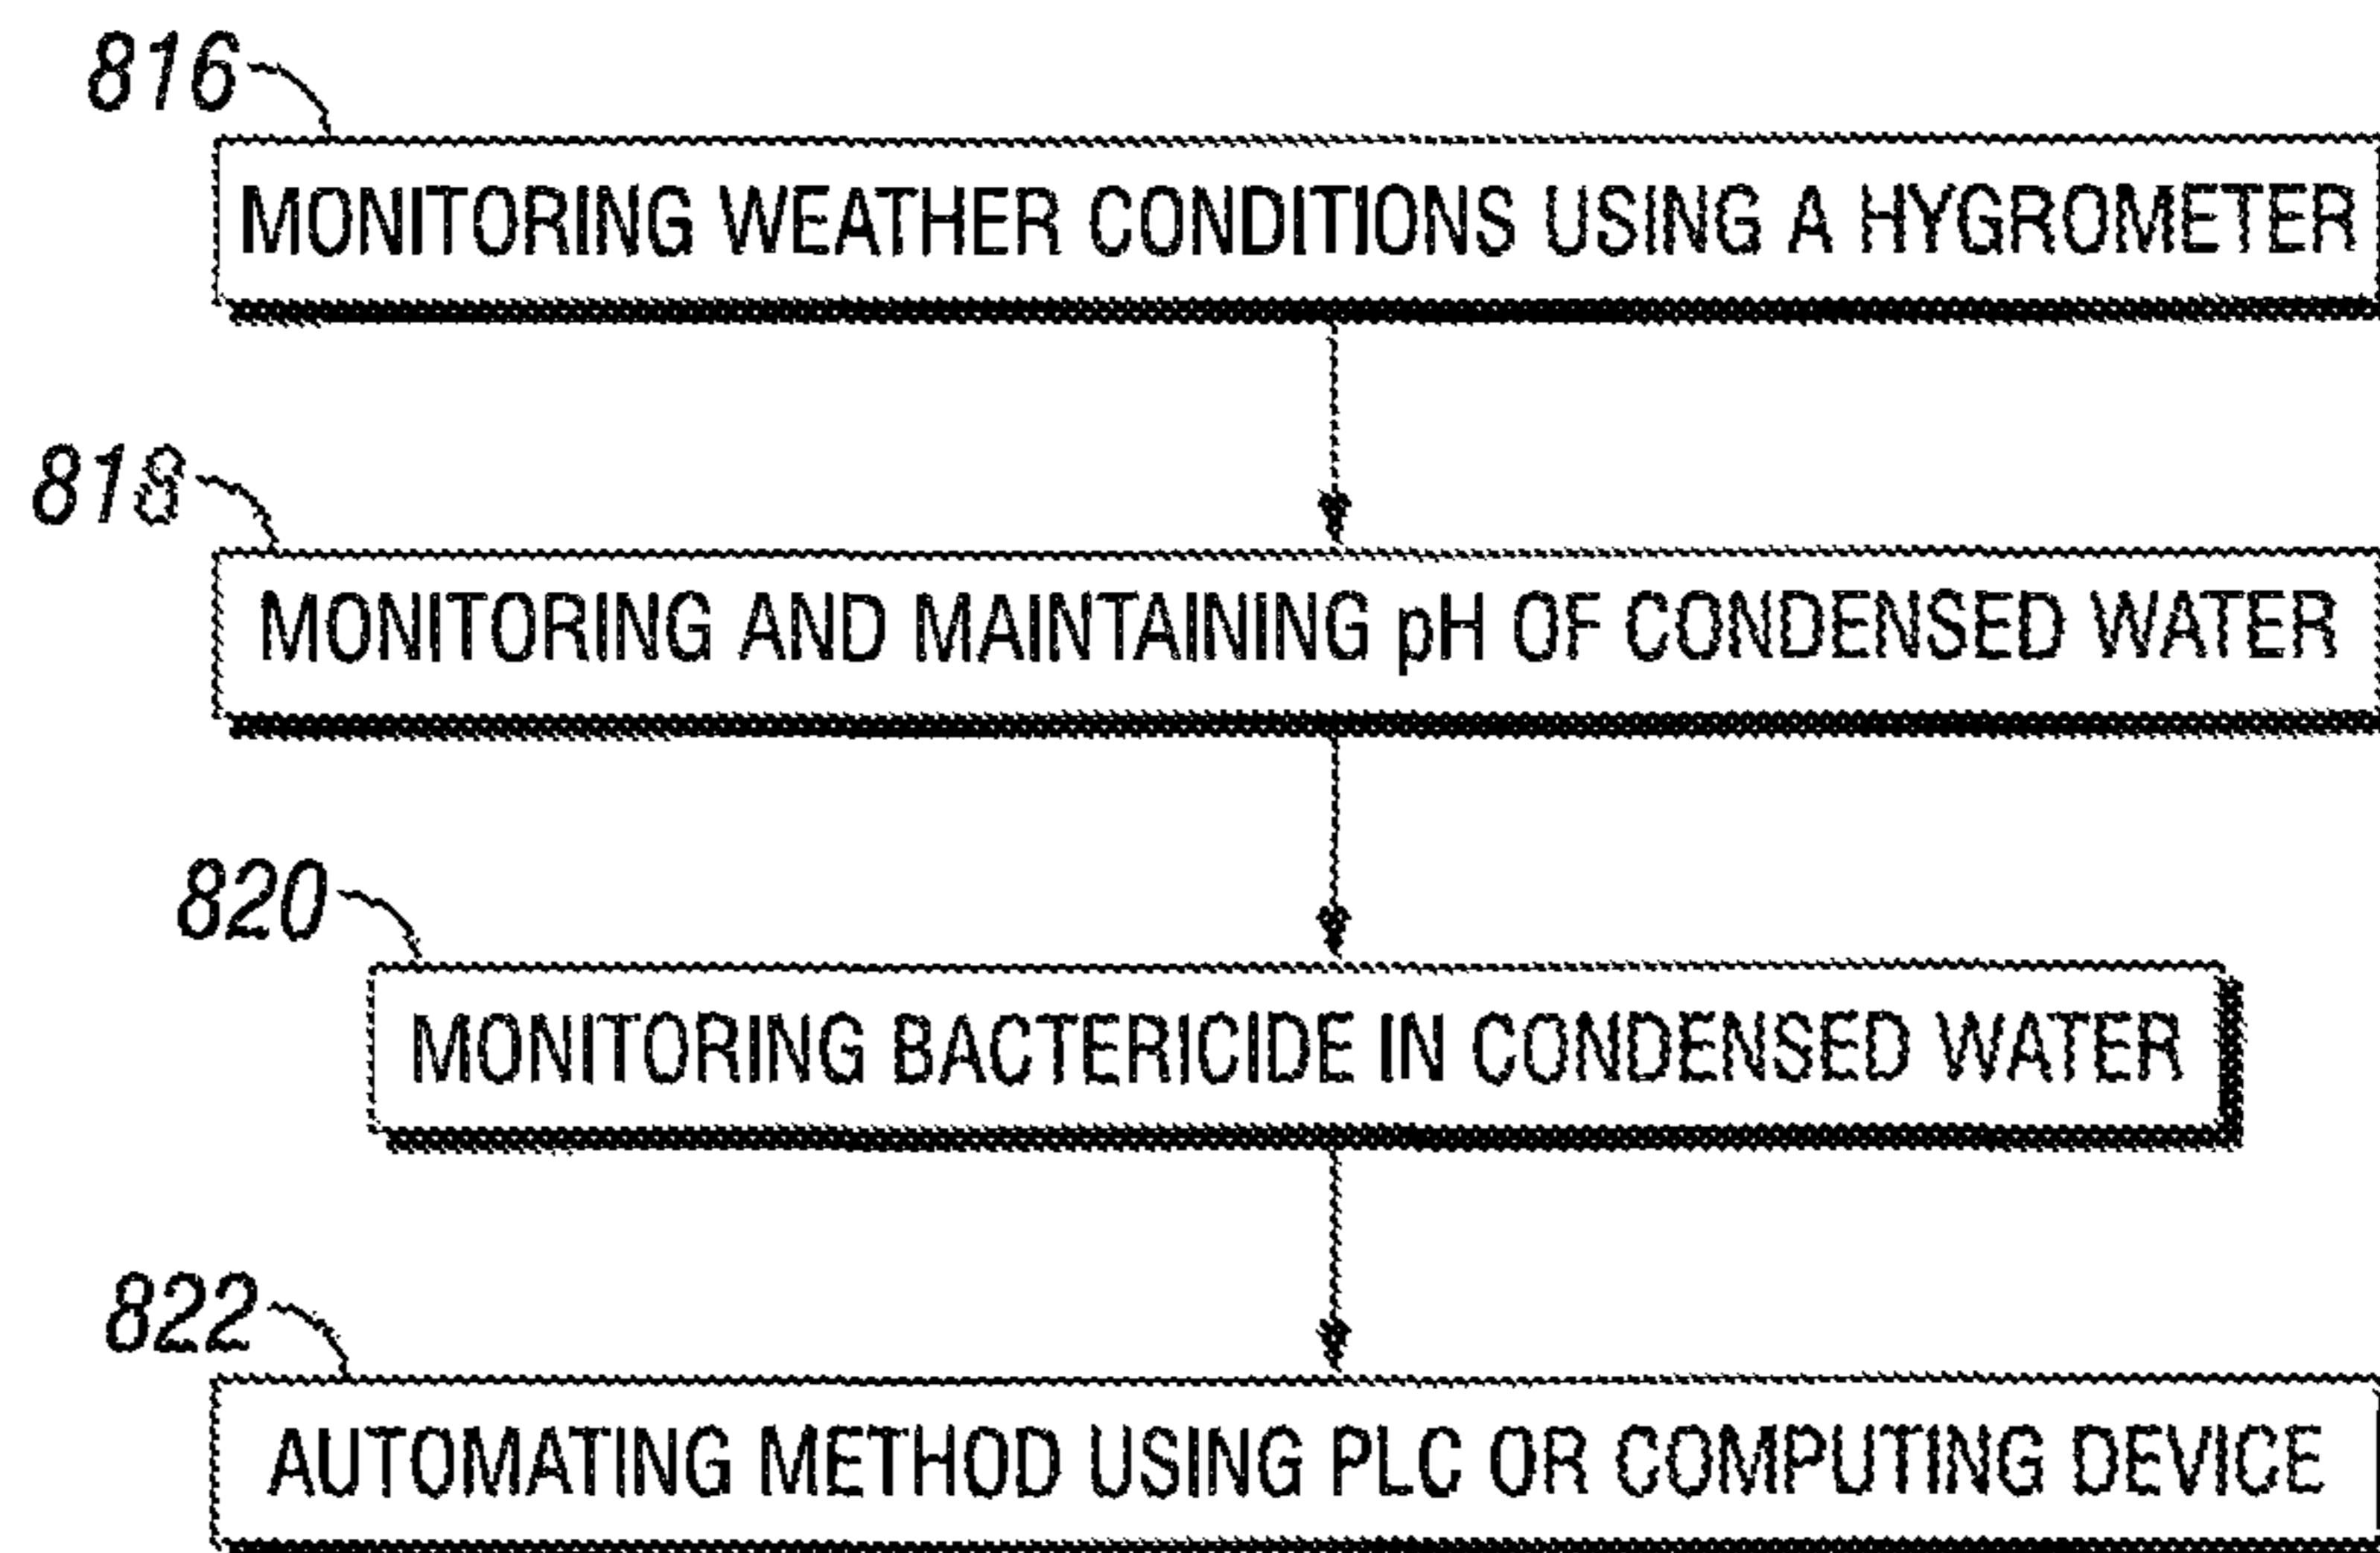 816
MONITORING WEATHER CONDITIONS USING A HYGROMETER
818
MONITORING AND MAINTAINING pH OF CONDENSED WATER
820
MONITORING BACTERICIDE IN CONDENSED WATER
822
AUTOMATING METHOD USING PLC OR COMPUTING DEVICE